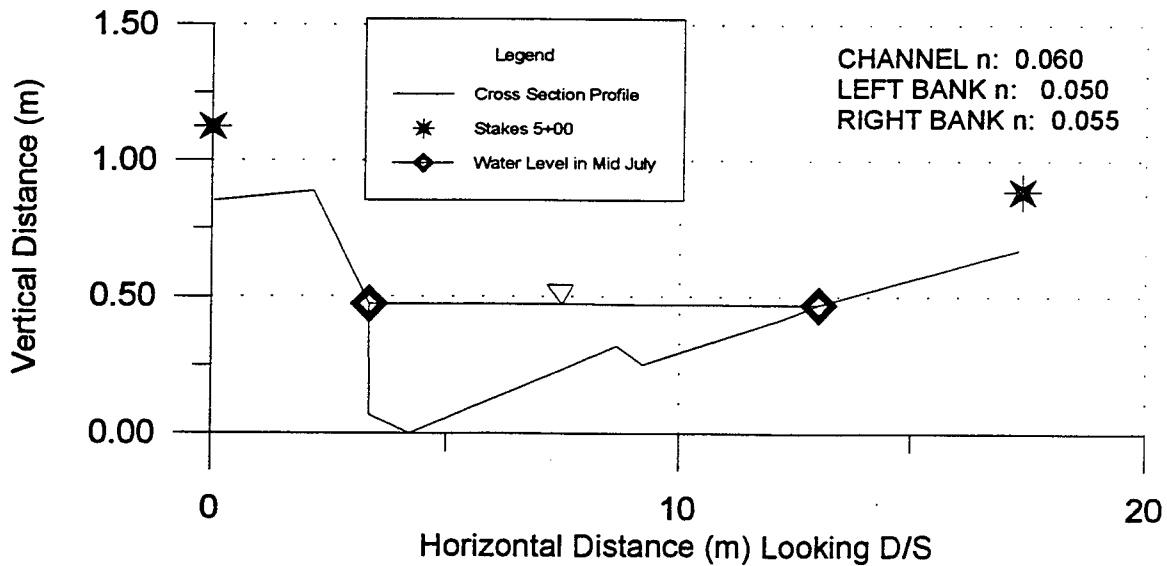 1.50
1.00
0.50
0.00
Vertical Distance (m)
Legend
Cross Section Profile
Stakes 5+00
Water Level in Mid July
CHANNEL n: 0.060
LEFT BANK n: 0.050
RIGHT BANK n: 0.055
0
10
20
Horizontal Distance (m) Looking D/S